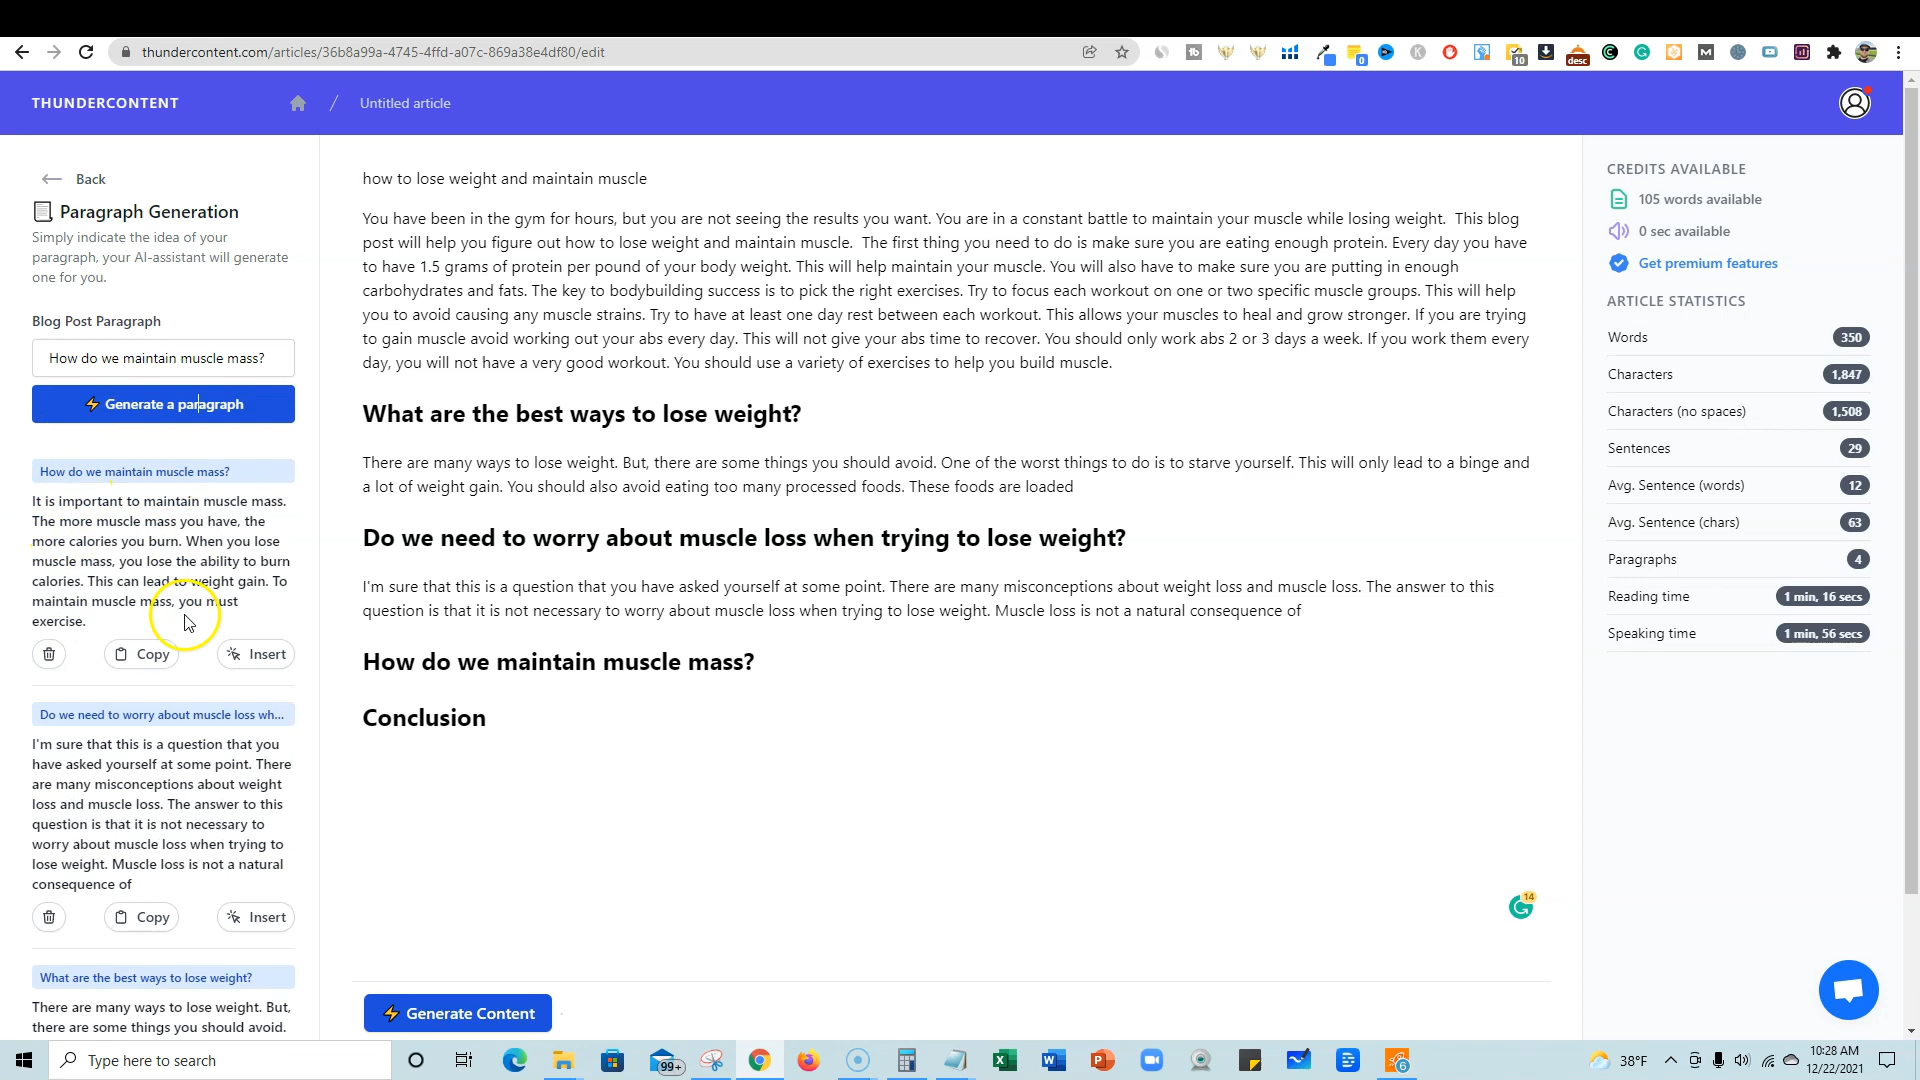 thundercontent.com/articles/36b8a99a-4745-4ffd-a07c-869a38e4df80/edit
0
10
desc
THUNDERCONTENT
/
Untitled article
Back
Paragraph Generation
Simply indicate the idea of your
paragraph, your AI-assistant will generate
one for you.
Blog Post Paragraph
How do we maintain muscle mass?
Generate a paragraph
How do we maintain muscle mass?
It is important to maintain muscle mass.
The more muscle mass you have, the
more calories you burn. When you lose
muscle mass, you lose the ability to burn
calories. This can lead to weight gain. To
maintain muscle mass, you must
exercise.
Copy
Insert
Do we need to worry about muscle loss wh...
I'm sure that this is a question that you
have asked yourself at some point. There
are many misconceptions about weight
loss and muscle loss. The answer to this
question is that it is not necessary to
worry about muscle loss when trying to
lose weight. Muscle loss is not a natural
consequence of
Copy
Insert
What are the best ways to lose weight?
There are many ways to lose weight. But,
there are some things you should avoid.
how to lose weight and maintain muscle
You have been in the gym for hours, but you are not seeing the results you want. You are in a constant battle to maintain your muscle while losing weight. This blog
post will help you figure out how to lose weight and maintain muscle. The first thing you need to do is make sure you are eating enough protein. Every day you have
to have 1.5 grams of protein per pound of your body weight. This will help maintain your muscle. You will also have to make sure you are putting in enough
carbohydrates and fats. The key to bodybuilding success is to pick the right exercises. Try to focus each workout on one or two specific muscle groups. This will help
you to avoid causing any muscle strains. Try to have at least one day rest between each workout. This allows your muscles to heal and grow stronger. If you are trying
to gain muscle avoid working out your abs every day. This will not give your abs time to recover. You should only work abs 2 or 3 days a week. If you work them every
day, you will not have a very good workout. You should use a variety of exercises to help you build muscle.
What are the best ways to lose weight?
There are many ways to lose weight. But, there are some things you should avoid. One of the worst things to do is to starve yourself. This will only lead to a binge and
a lot of weight gain. You should also avoid eating too many processed foods. These foods are loaded
Do we need to worry about muscle loss when trying to lose weight?
I'm sure that this is a question that you have asked yourself at some point. There are many misconceptions about weight loss and muscle loss. The answer to this
question is that it is not necessary to worry about muscle loss when trying to lose weight. Muscle loss is not a natural consequence of
How do we maintain muscle mass?
Conclusion
14
Generate Content
CREDITS AVAILABLE
105 words available
0 sec available
Get premium features
ARTICLE STATISTICS
Words 350
Characters 1,847
Characters (no spaces) 1,508
Sentences 29
Avg. Sentence (words) 12
Avg. Sentence (chars) 63
Paragraphs 4
Reading time 1 min, 16 secs
Speaking time 1 min, 56 secs
Type here to search
99+
6
38°F
10:28 AM
12/22/2021